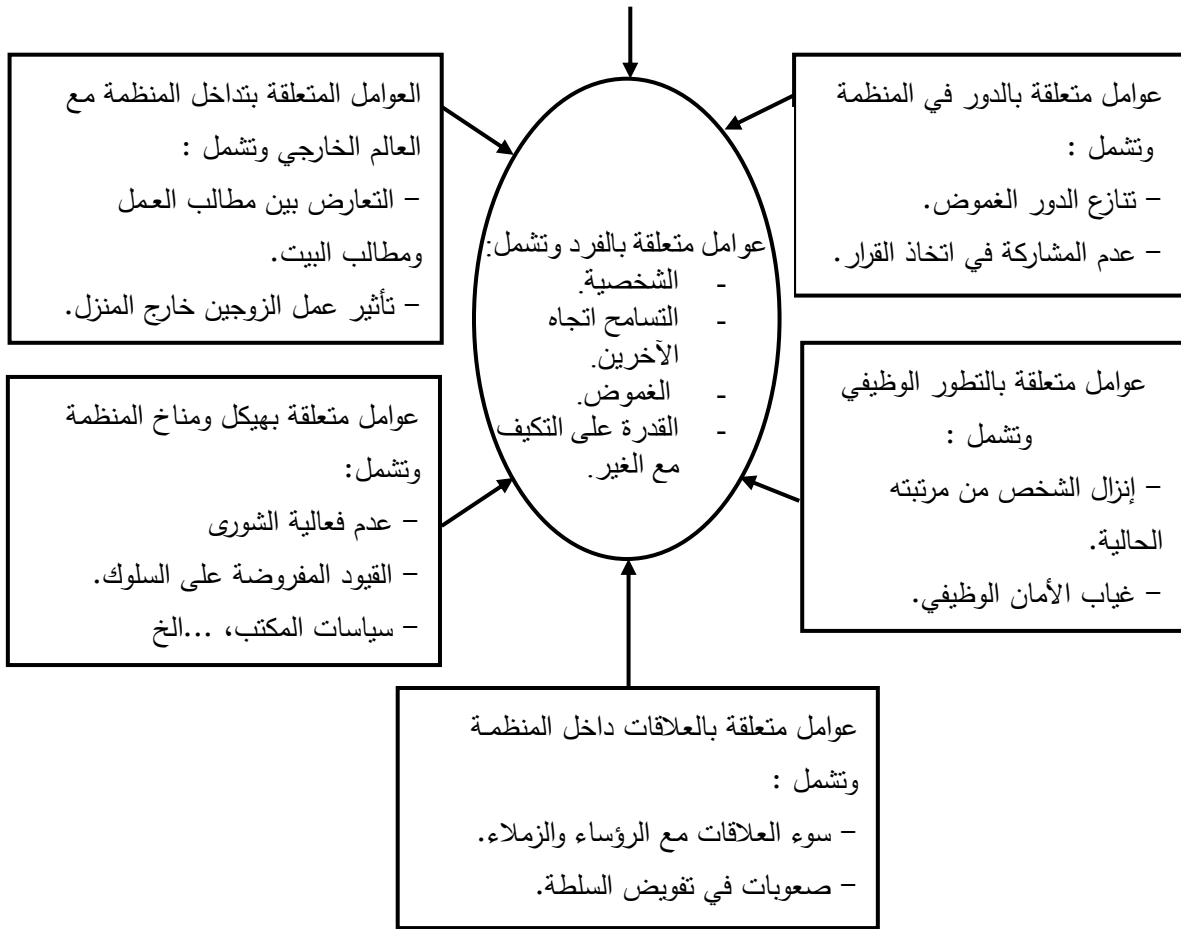 عوامل متعلقة بالدور في المنظمة
وتشمل :
– تنازع الدور الغموض.
– عدم المشاركة في اتخاذ القرار.
العوامل المتعلقة بتداخل المنظمة مع
العالم الخارجي وتشمل :
– التعارض بين مطالب العمل
ومطالب البيت.
– تأثير عمل الزوجين خارج المنزل.
عوامل متعلقة بالفرد وتشمل:
- الشخصية.
- التسامح اتجاه
الآخرين.
- الغموض.
- القدرة على التكيف
مع الغير.
عوامل متعلقة بالتطور الوظيفي
وتشمل :
– إنزال الشخص من مرتبته
الحالية.
– غياب الأمان الوظيفي.
عوامل متعلقة بهيكل ومناخ المنظمة
وتشمل:
– عدم فعالية الشورى
– القيود المفروضة على السلوك.
– سياسات المكتب، ...الخ
عوامل متعلقة بالعلاقات داخل المنظمة
وتشمل :
– سوء العلاقات مع الرؤساء والزملاء.
– صعوبات في تفويض السلطة.